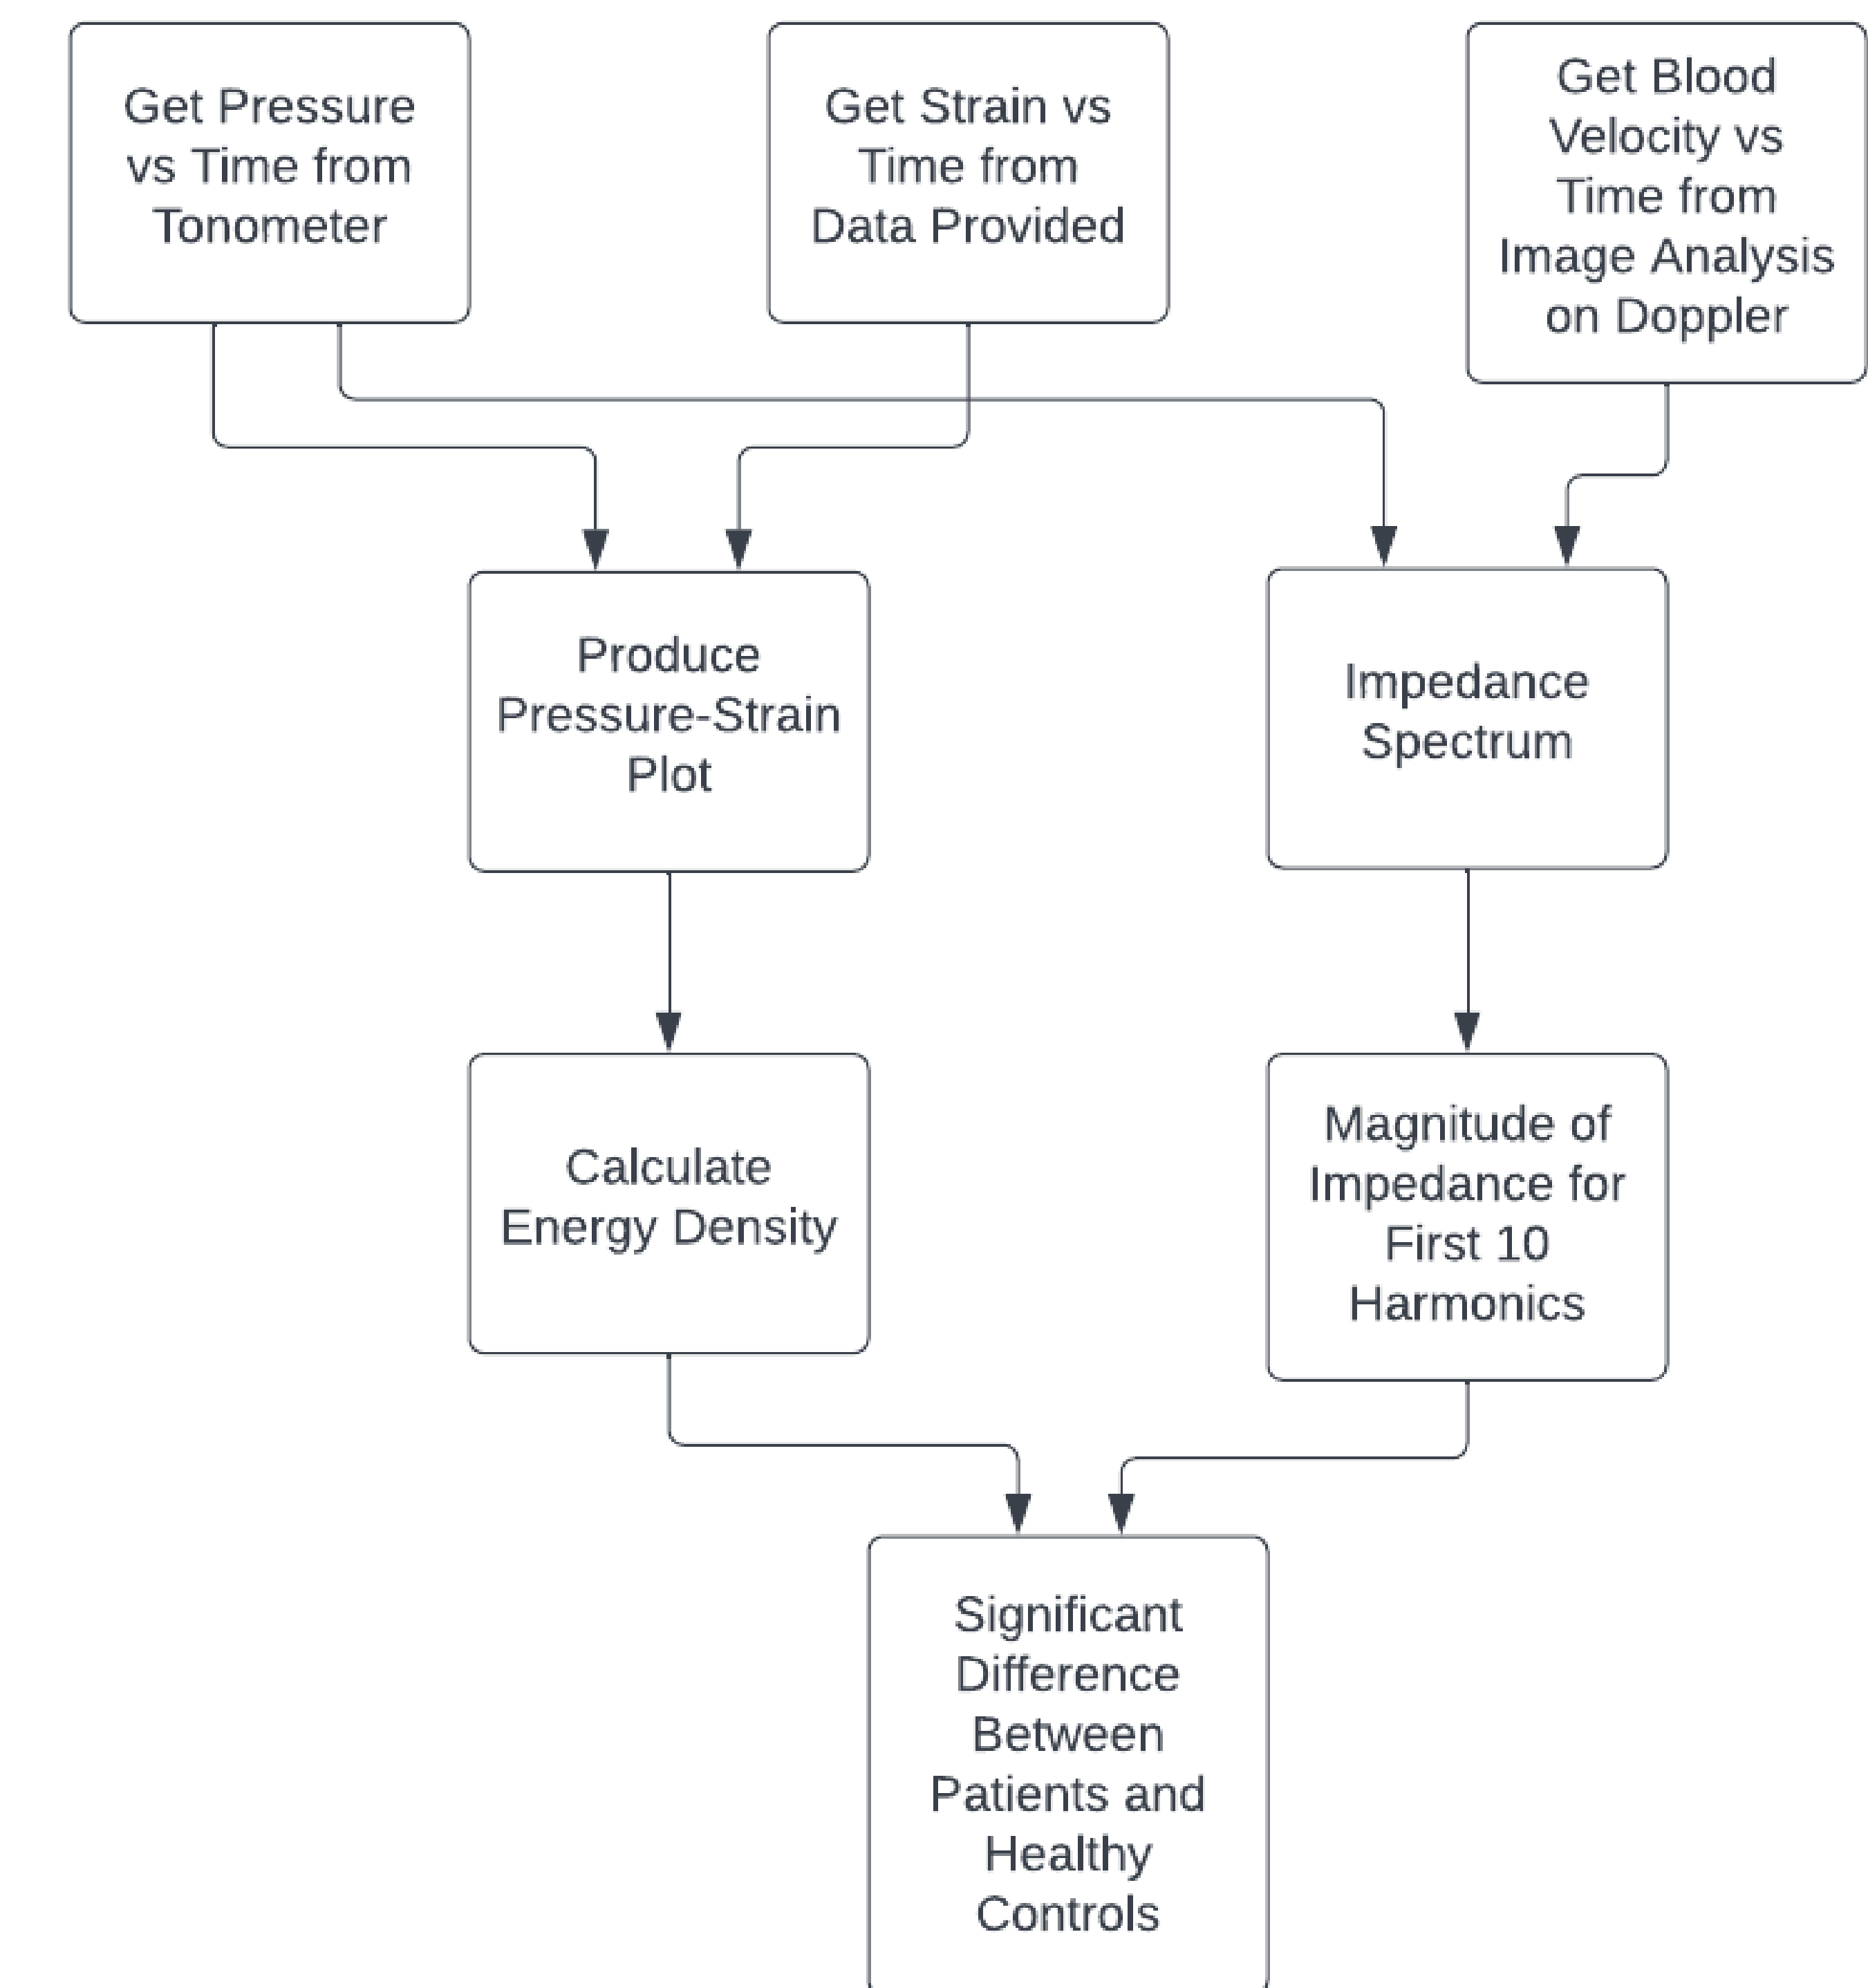 Get Pressure
vs Time from
Tonometer
Get Strain vs
Time from
Data Provided
Get Blood
Velocity vs
Time from
Image Analysis
on Doppler
Produce
Pressure-Strain
Plot
Impedance
Spectrum
Calculate
Energy Density
Magnitude of
Impedance for
First 10
Harmonics
Significant
Difference
Between
Patients and
Healthy
Controls